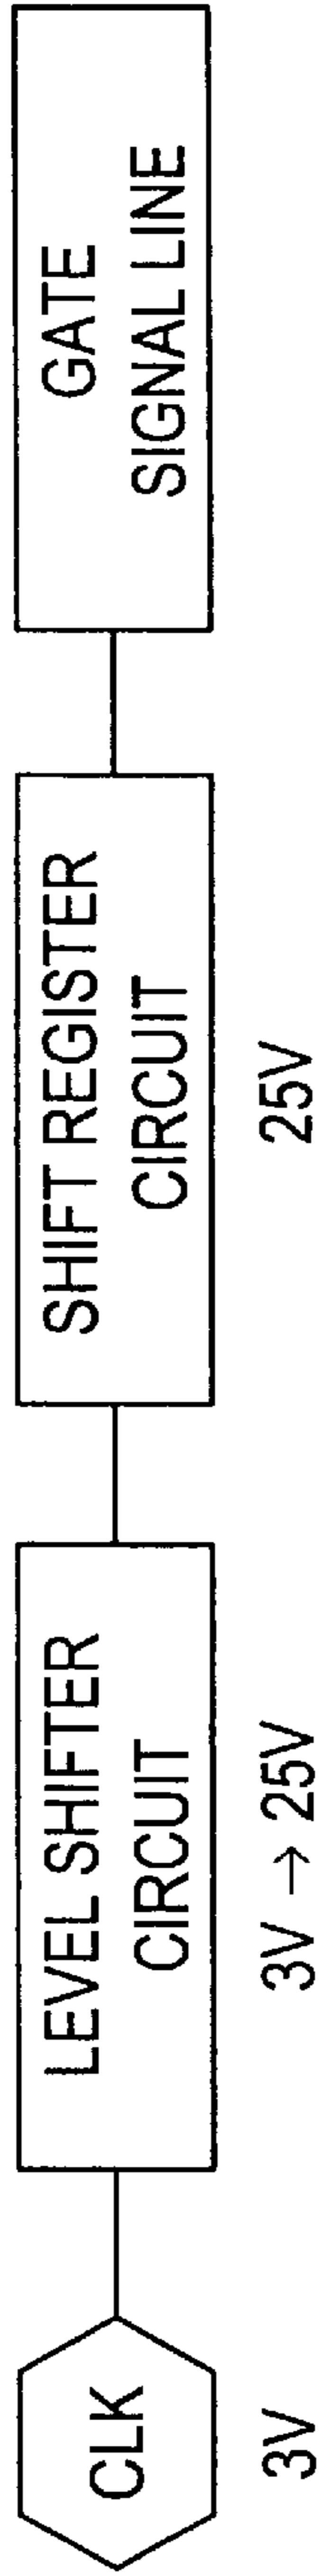 CLK
3V
LEVEL SHIFTER
CIRCUIT
3V → 25V
SHIFT REGISTER
CIRCUIT
25V
GATE
SIGNAL LINE